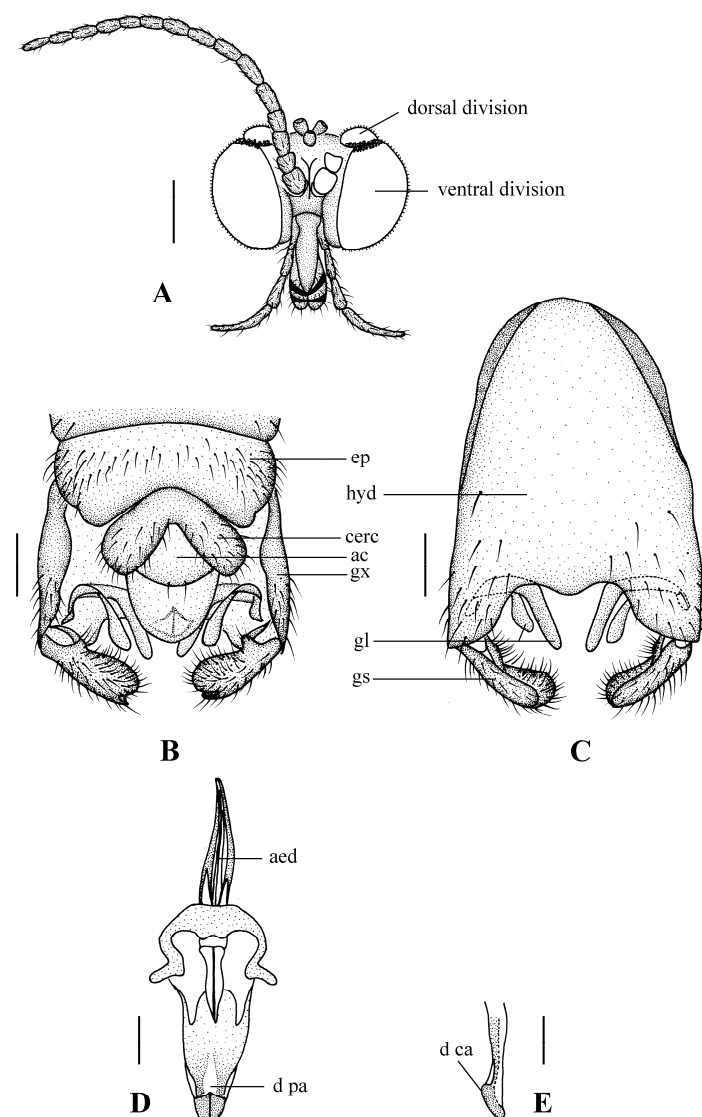 dorsal division
ventral division
A
ep
hyd
cerc
ac
gx
gl
gs
B
C
aed
d pa
d ca
D
E